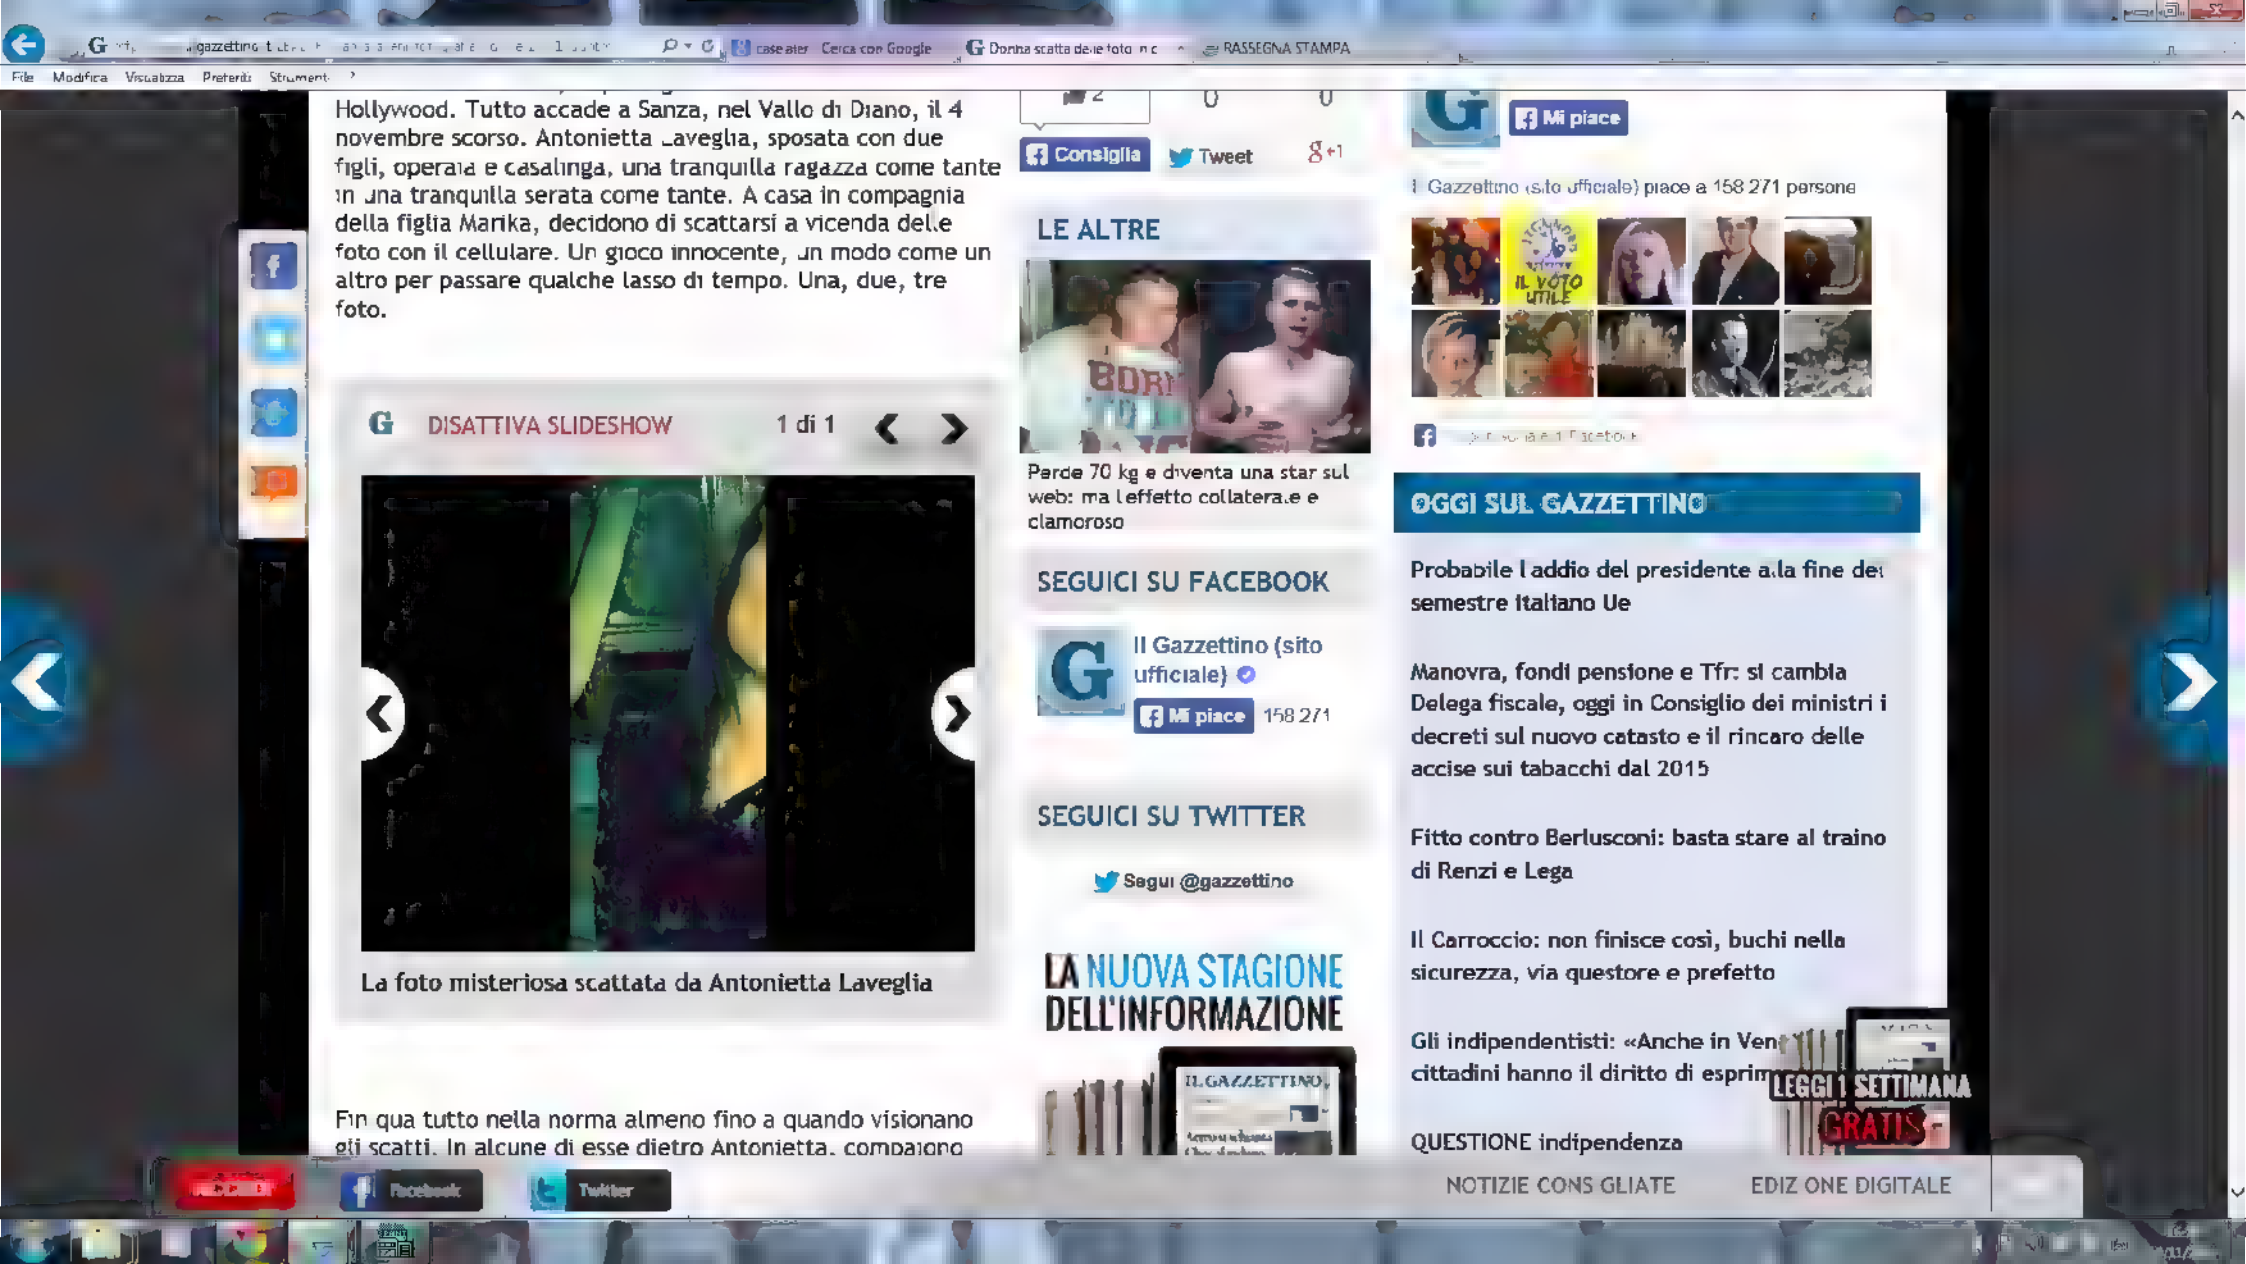 Cerca con Google
G Donna scatta delle foto
RASSEGNA STAMPA
File Modifica Visualizza Preferiti Strumenti
Hollywood. Tutto accade a Sanza, nel Vallo di Diano, il 4
novembre scorso. Antonietta Laveglia, sposata con due
figli, operaia e casalinga, una tranquilla ragazza come tante
in una tranquilla serata come tante. A casa in compagnia
della figlia Marika, decidono di scattarsi a vicenda delle
foto con il cellulare. Un gioco innocente, un modo come un
altro per passare qualche lasso di tempo. Una, due, tre
foto.
G DISATTIVA SLIDESHOW 1 di 1
La foto misteriosa scattata da Antonietta Laveglia
Fin qua tutto nella norma almeno fino a quando visionano
gli scatti. In alcune di esse dietro Antonietta, compaiono
2 0 0
Consiglia Tweet g+1
LE ALTRE
BORN
Perde 70 kg e diventa una star sul
web: ma l'effetto collaterale e
clamoroso
SEGUICI SU FACEBOOK
G
Il Gazzettino (sito
ufficiale)
Mi piace 158 271
SEGUICI SU TWITTER
Segui @gazzettino
LA NUOVA STAGIONE
DELL'INFORMAZIONE
IL GAZZETTINO
G Mi piace
Il Gazzettino (sito ufficiale) piace a 158 271 persone
IL VOTO
UTILE
OGGI SUL GAZZETTINO
Probabile l addio del presidente alla fine del
semestre italiano Ue
Manovra, fondi pensione e Tfr: si cambia
Delega fiscale, oggi in Consiglio dei ministri i
decreti sul nuovo catasto e il rincaro delle
accise sui tabacchi dal 2015
Fitto contro Berlusconi: basta stare al traino
di Renzi e Lega
Il Carroccio: non finisce così, buchi nella
sicurezza, via questore e prefetto
Gli indipendentisti: «Anche in Ven
cittadini hanno il diritto di esprim
QUESTIONE indipendenza
LEGGI 1 SETTIMANA
GRATIS
Facebook Twitter
NOTIZIE CONSIGLIATE EDIZIONE DIGITALE